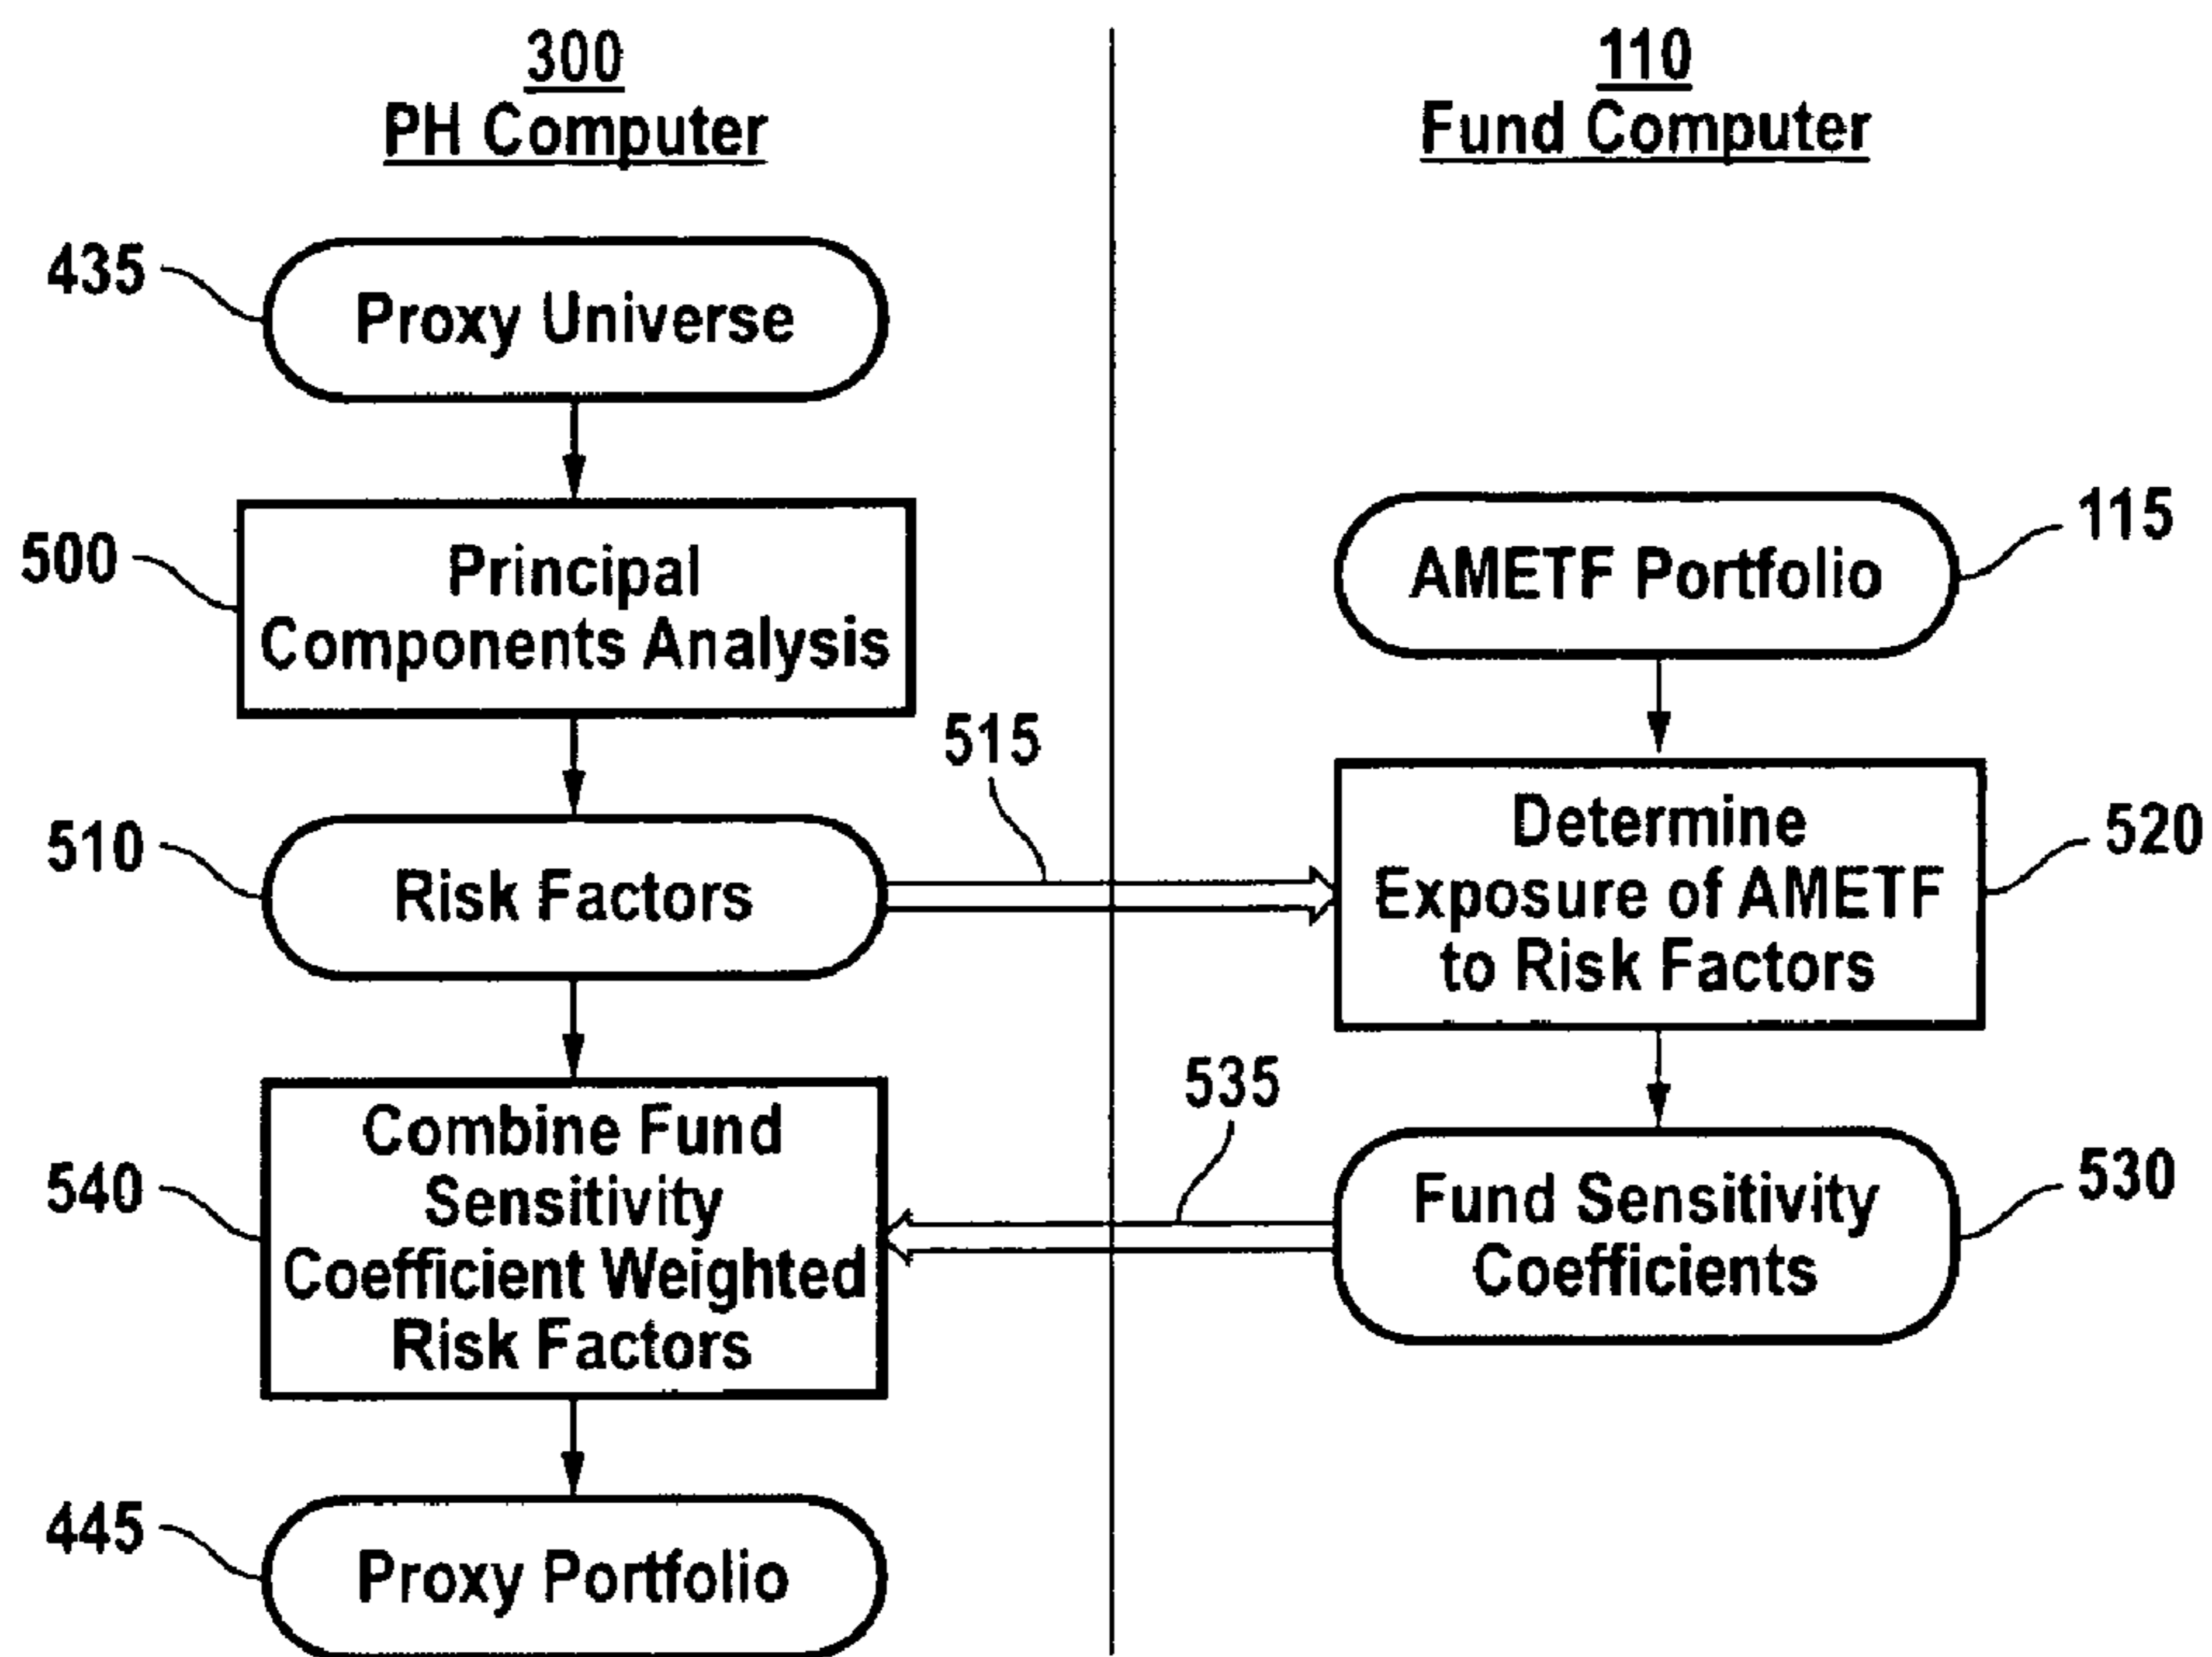 300
PH Computer
435
Proxy Universe
500
Principal
Components Analysis
510
Risk Factors
515
540
Combine Fund
Sensitivity
Coefficient Weighted
Risk Factors
445
Proxy Portfolio
110
Fund Computer
115
AMETF Portfolio
520
Determine
Exposure of AMETF
to Risk Factors
535
530
Fund Sensitivity
Coefficients